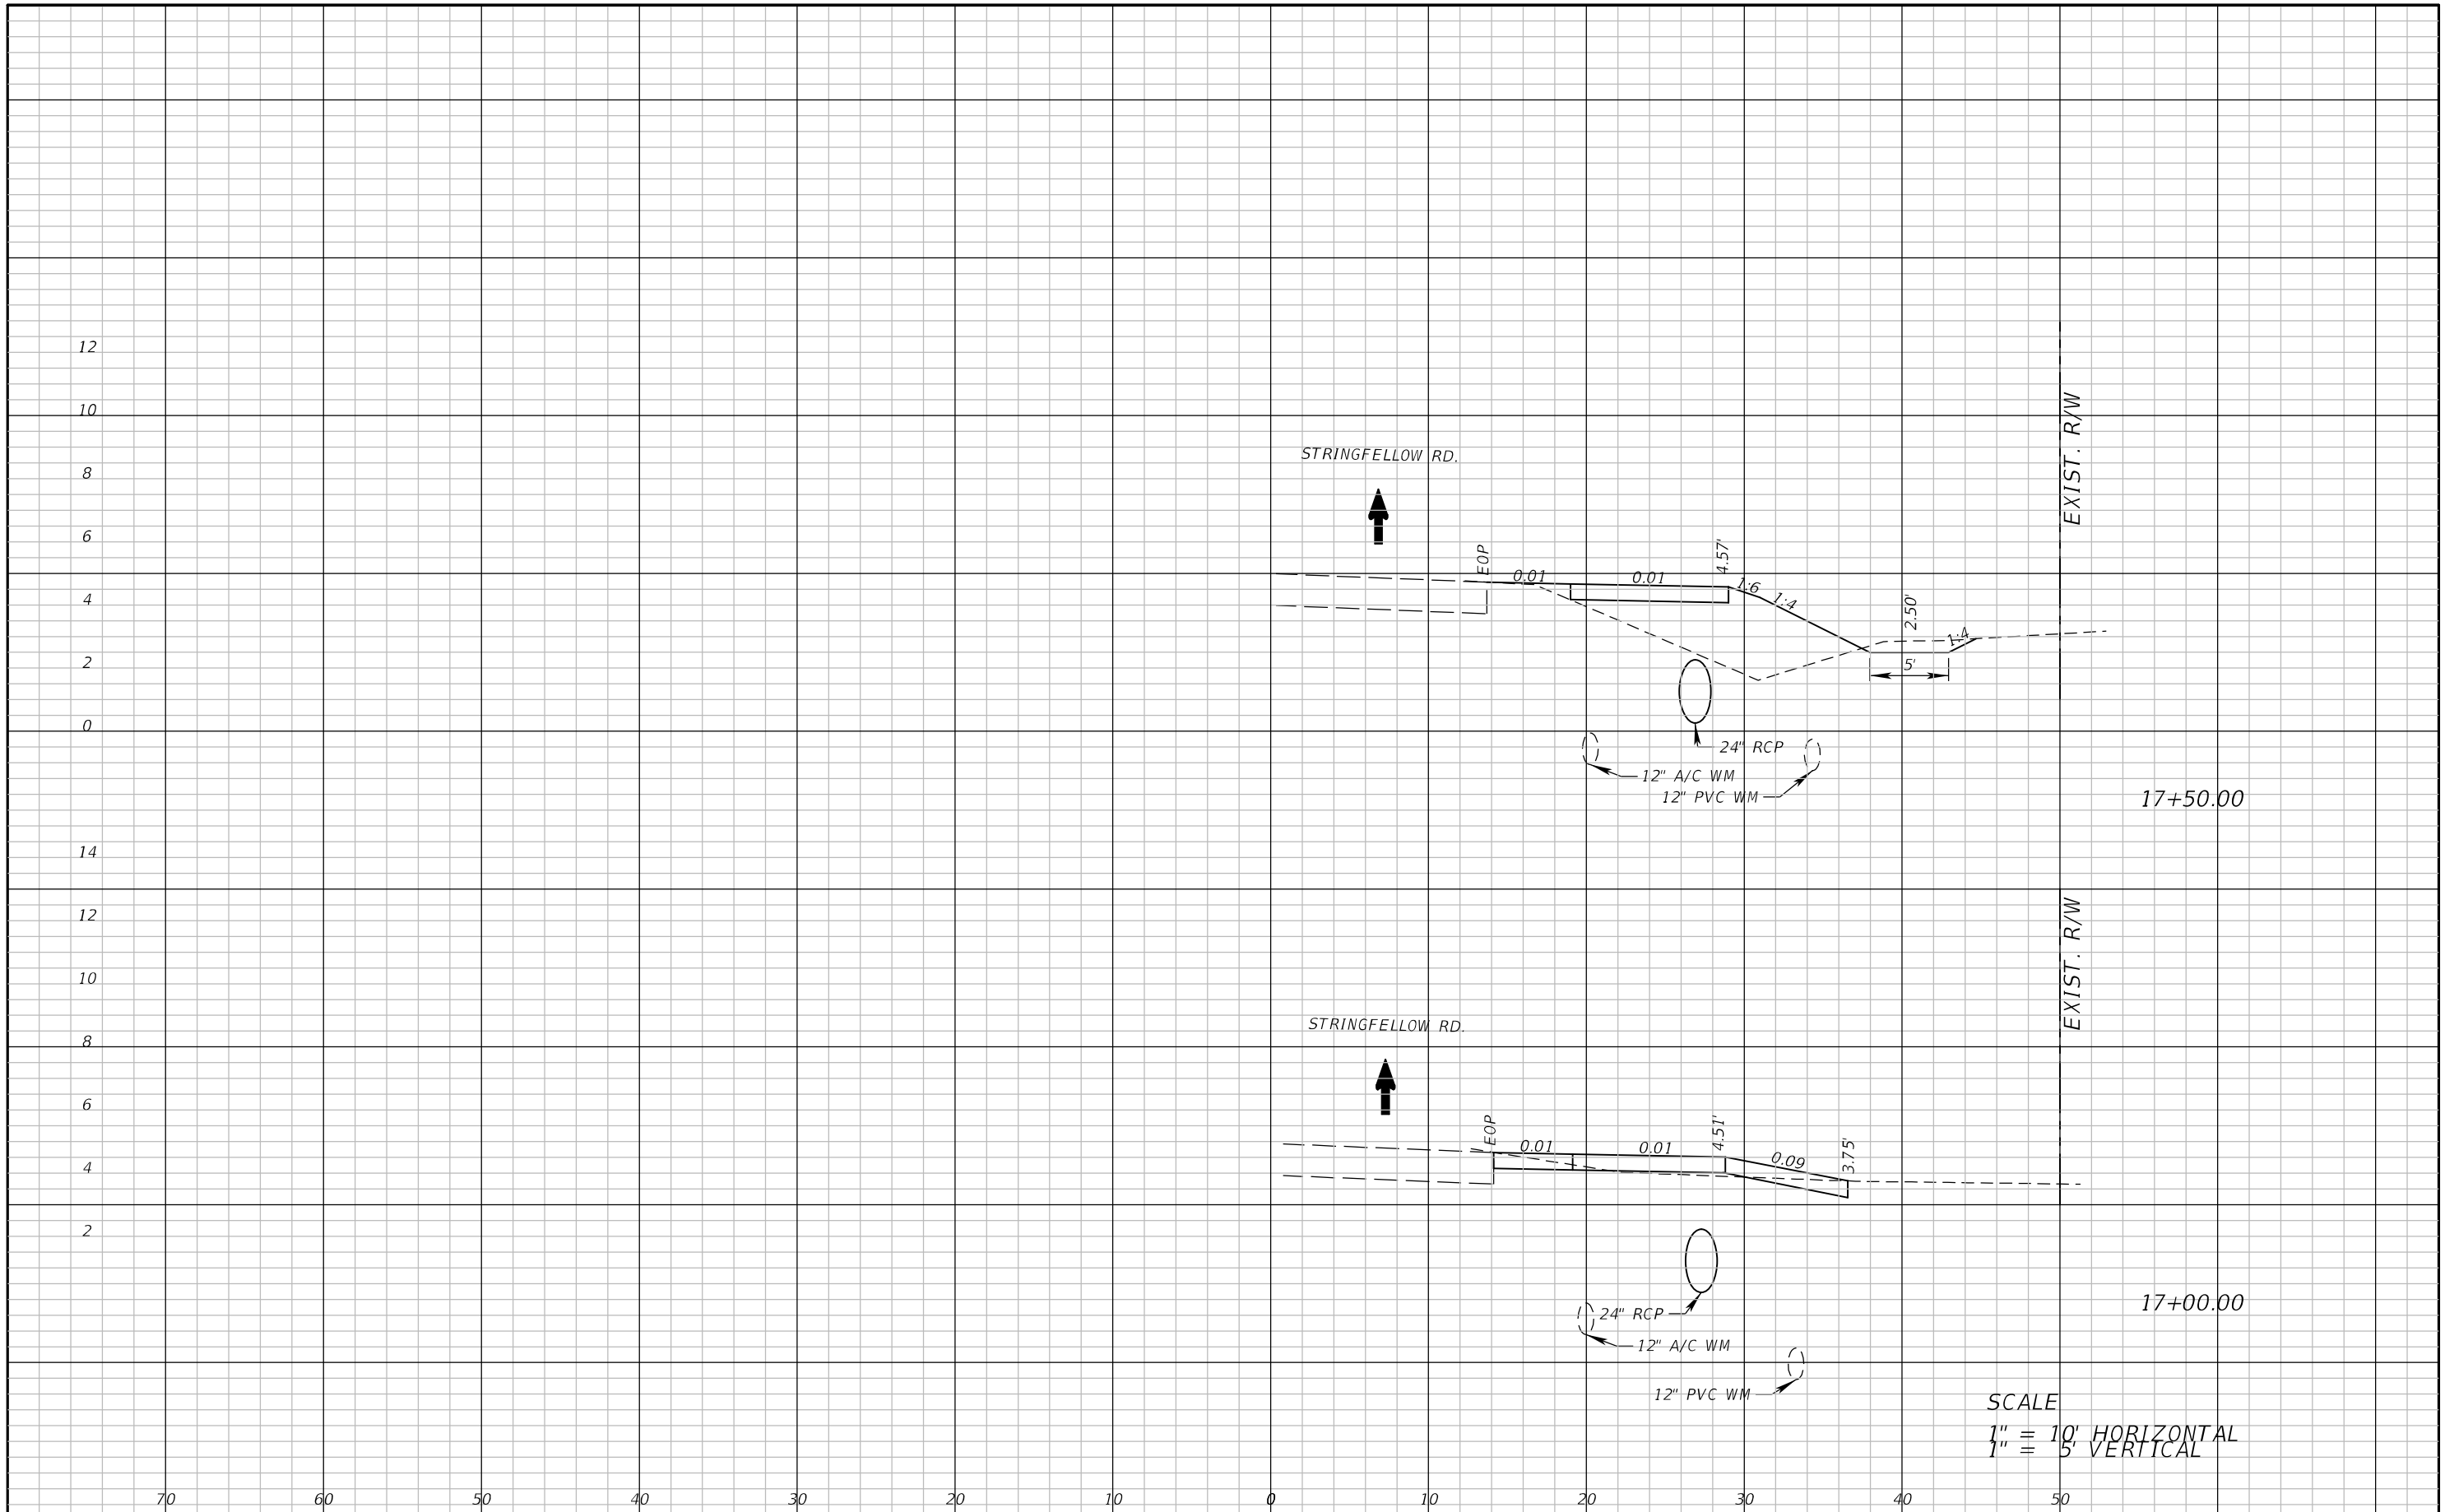 12
10
EXIST. R/W
STRINGFELLOW RD.
8
6
EOP
0.01
0.01
4.57'
1:6
1:4
2.50'
1:4
4
2
5'
0
24" RCP
12" A/C WM
12" PVC WM
17+50.00
14
12
EXIST. R/W
10
STRINGFELLOW RD.
8
6
EOP
0.01
0.01
4.51'
0.09
3.75'
4
2
24" RCP
17+00.00
12" A/C WM
12" PVC WM
SCALE
1" = 10' HORIZONTAL
1" = 5' VERTICAL
70 60 50 40 30 20 10 0 10 20 30 40 50